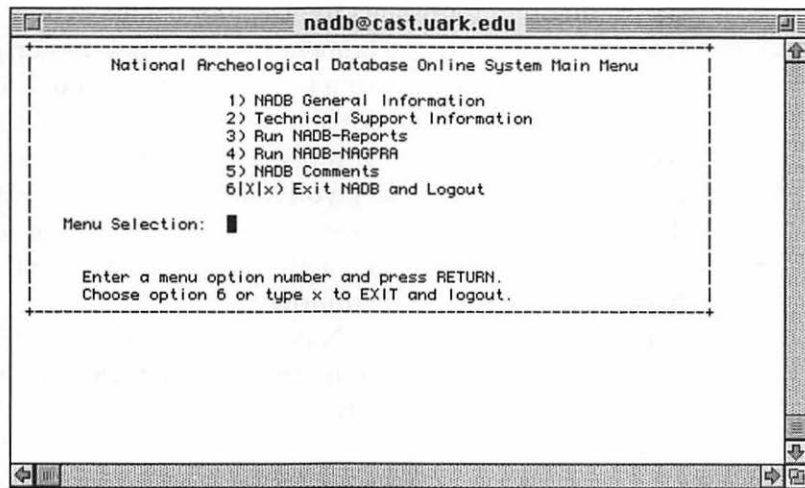 nadb@cast.uark.edu
National Archeological Database Online System Main Menu
1) NADB General Information
2) Technical Support Information
3) Run NADB-Reports
4) Run NADB-NAGPRA
5) NADB Comments
6|X|x) Exit NADB and Logout
Menu Selection:
Enter a menu option number and press RETURN.
Choose option 6 or type x to EXIT and logout.